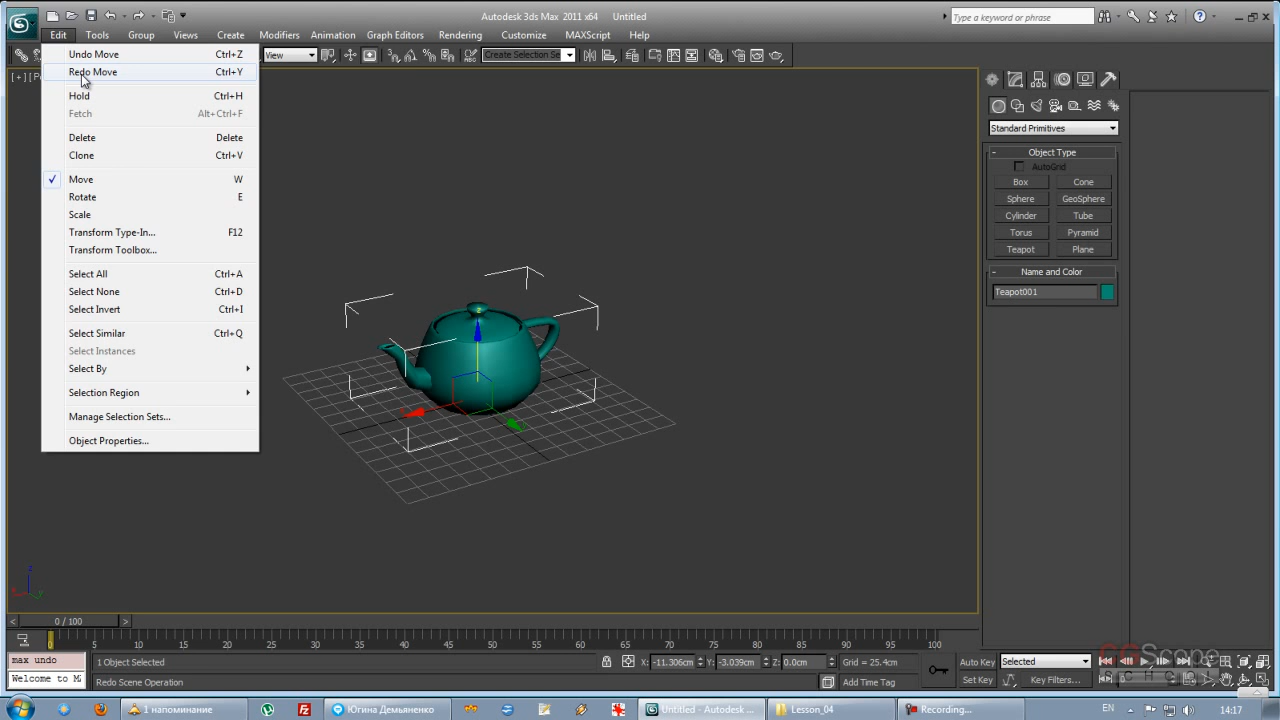 Autodesk 3ds Max 2011 x64 Untitled
Type a keyword or phrase
Edit Tools Group Views Create Modifiers Animation Graph Editors Rendering Customize MAXScript Help
View
Create Selection Se
[+]
Undo Move Ctrl+Z
Redo Move Ctrl+Y
Hold Ctrl+H
Fetch Alt+Ctrl+F
Delete Delete
Clone Ctrl+V
Move W
Rotate E
Scale
Transform Type-In... F12
Transform Toolbox...
Select All Ctrl+A
Select None Ctrl+D
Select Invert Ctrl+I
Select Similar Ctrl+Q
Select Instances
Select By
Selection Region
Manage Selection Sets...
Object Properties...
Standard Primitives
- Object Type
AutoGrid
Box Cone
Sphere GeoSphere
Cylinder Tube
Torus Pyramid
Teapot Plane
- Name and Color
Teapot001
z
x
y
z
x y
< 0 / 100 >
0 5 10 15 20 25 30 35 40 45 50 55 60 65 70 75 80 85 90 95 100
max undo
1 Object Selected
X: -11.306cm Y: -3.039cm Z: 0.0cm Grid = 25.4cm
Auto Key Selected
Welcome to M
Redo Scene Operation
Add Time Tag
Set Key Key Filters...
CGScope
1 напоминание
Югина Демьяненко
Untitled - Autodesk ...
Lesson_04
Recording...
EN
14:17